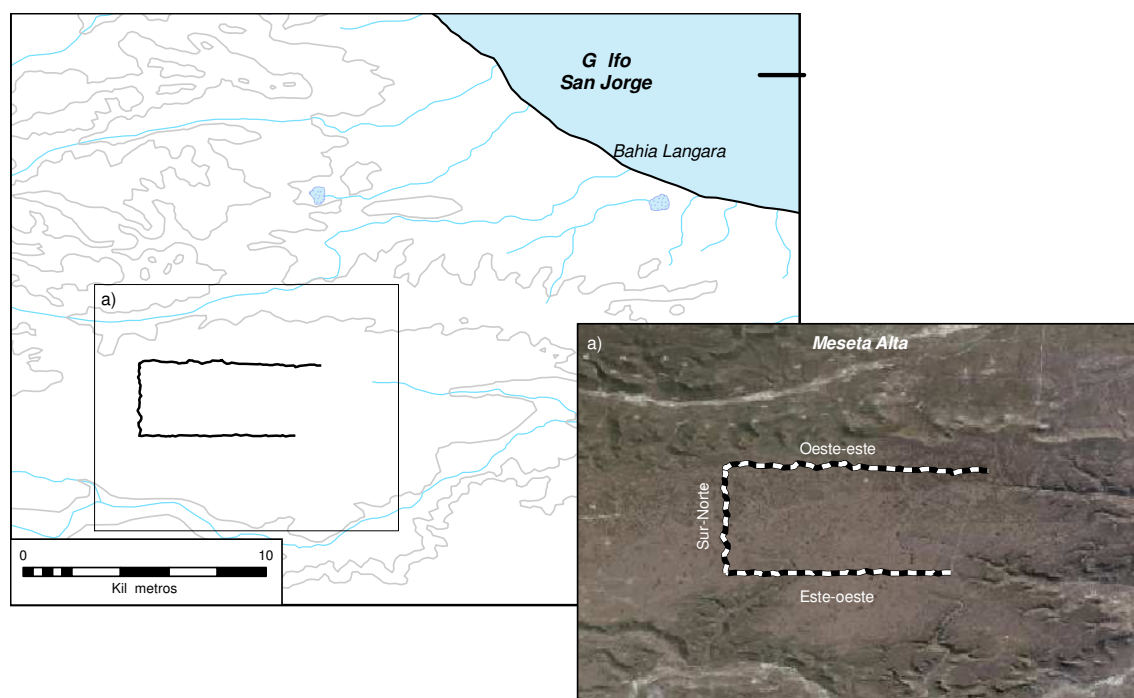 G lfo
San Jorge
Bahia Langara
a)
a)
Meseta Alta
Oeste-este
Sur-Norte
Este-oeste
0 10
Kil metros